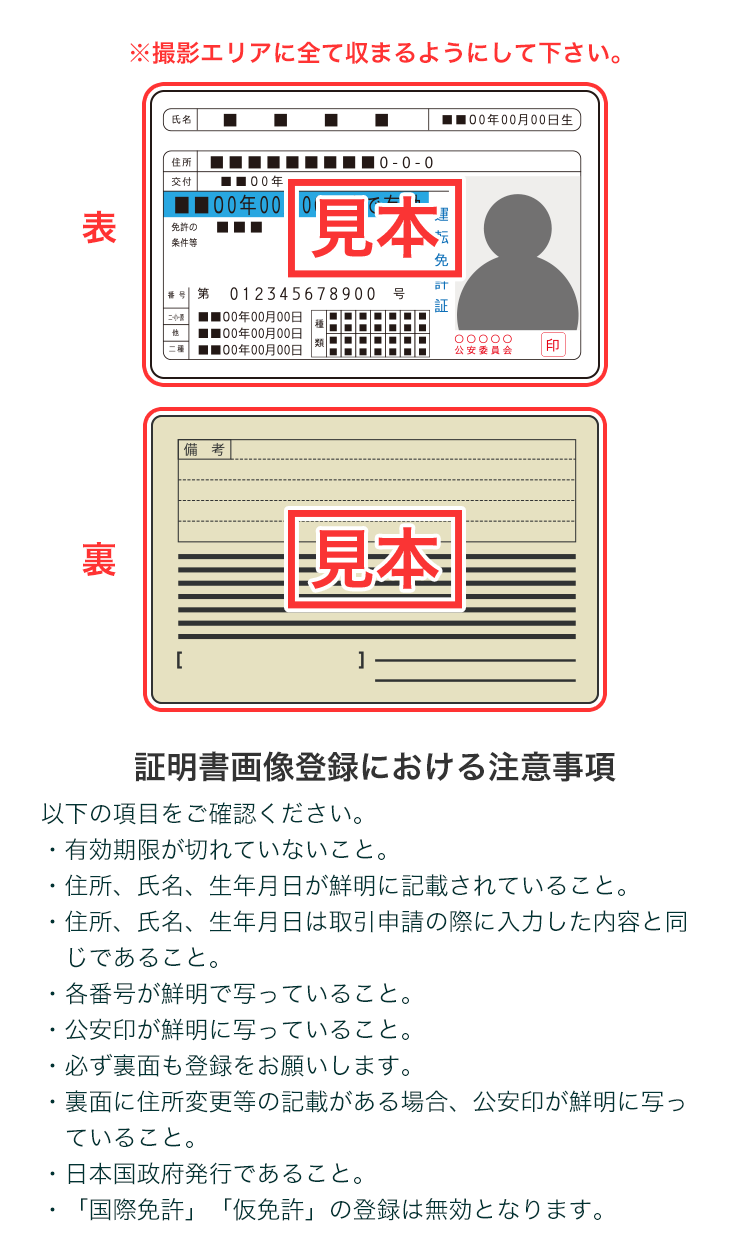 ※撮影エリアに全て収まるようにして下さい。
表
氏名 ■ ■ ■ ■ ■■00年00月00日生
住所 ■■■■■■■■■■0-0-0
交付 ■■00年
■■00年00
見本
免許の
条件等
■■■
運転免許証
番号 第 012345678900 号
二・小・原 ■■00年00月00日
他 ■■00年00月00日
二種 ■■00年00月00日
種類
○○○○○
公安委員会
印
裏
備考
見本
[ ]
証明書画像登録における注意事項
以下の項目をご確認ください。
・有効期限が切れていないこと。
・住所、氏名、生年月日が鮮明に記載されていること。
・住所、氏名、生年月日は取引申請の際に入力した内容と同
じであること。
・各番号が鮮明で写っていること。
・公安印が鮮明に写っていること。
・必ず裏面も登録をお願いします。
・裏面に住所変更等の記載がある場合、公安印が鮮明に写っ
ていること。
・日本国政府発行であること。
・「国際免許」「仮免許」の登録は無効となります。